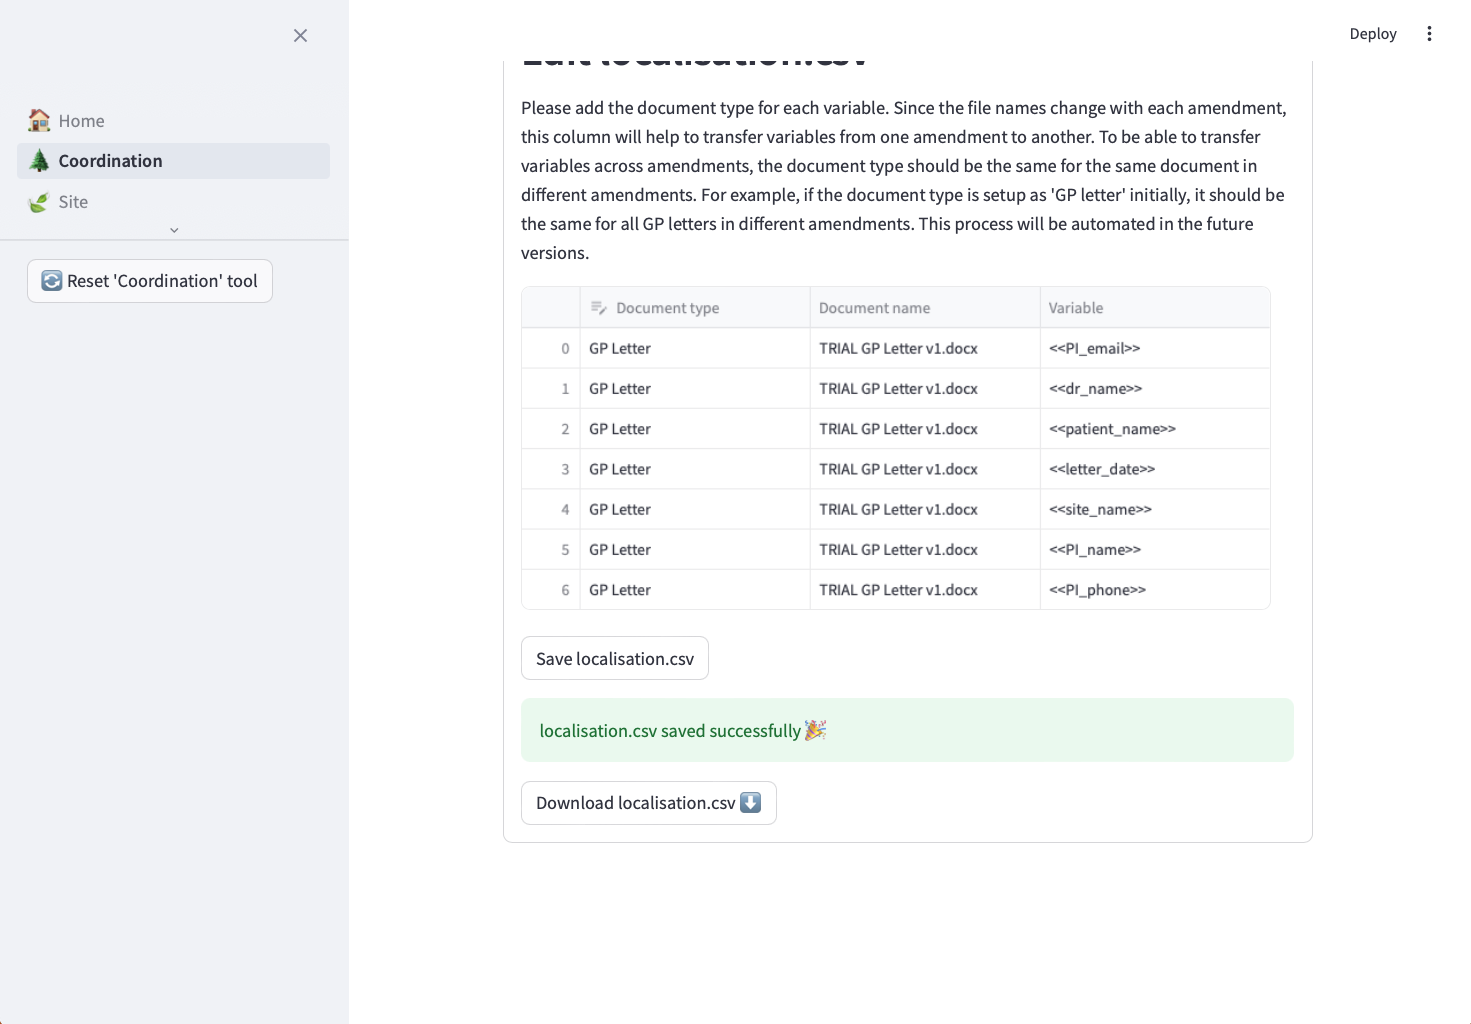 Deploy
Home
Coordination
Site
Reset 'Coordination' tool
Edit localisation.csv
Please add the document type for each variable. Since the file names change with each amendment,
this column will help to transfer variables from one amendment to another. To be able to transfer
variables across amendments, the document type should be the same for the same document in
different amendments. For example, if the document type is setup as 'GP letter' initially, it should be
the same for all GP letters in different amendments. This process will be automated in the future
versions.
Document type Document name Variable
0 GP Letter TRIAL GP Letter v1.docx <<PI_email>>
1 GP Letter TRIAL GP Letter v1.docx <<dr_name>>
2 GP Letter TRIAL GP Letter v1.docx <<patient_name>>
3 GP Letter TRIAL GP Letter v1.docx <<letter_date>>
4 GP Letter TRIAL GP Letter v1.docx <<site_name>>
5 GP Letter TRIAL GP Letter v1.docx <<PI_name>>
6 GP Letter TRIAL GP Letter v1.docx <<PI_phone>>
Save localisation.csv
localisation.csv saved successfully
Download localisation.csv